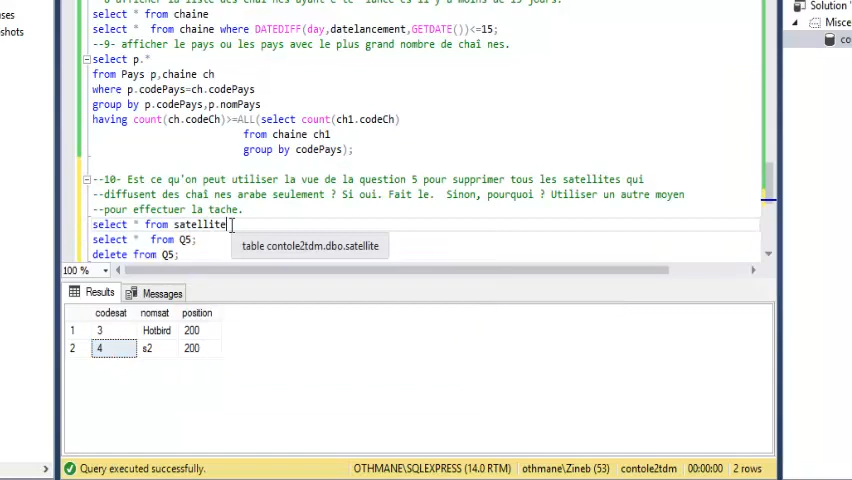 Solution
Misce
co
ses
shots
select * from chaine
select *  from chaine where DATEDIFF(day,datelancement,GETDATE())<=15;
--9- afficher le pays ou les pays avec le plus grand nombre de chaî nes.
select p.*
from Pays p,chaine ch
where p.codePays=ch.codePays
group by p.codePays,p.nomPays
having count(ch.codeCh)>=ALL(select count(ch1.codeCh)
from chaine ch1
group by codePays);
--10- Est ce qu'on peut utiliser la vue de la question 5 pour supprimer tous les satellites qui
--diffusent des chaî nes arabe seulement ? Si oui. Fait le.  Sinon, pourquoi ? Utiliser un autre moyen
--pour effectuer la tache.
select * from satellite
select *  from Q5;
table contole2tdm.dbo.satellite
delete from Q5;
100 %
Results Messages
codesat nomsat position
1 3 Hotbird 200
2 4 s2 200
Query executed successfully. OTHMANE\SQLEXPRESS (14.0 RTM) othmane\Zineb (53) contole2tdm 00:00:00 2 rows